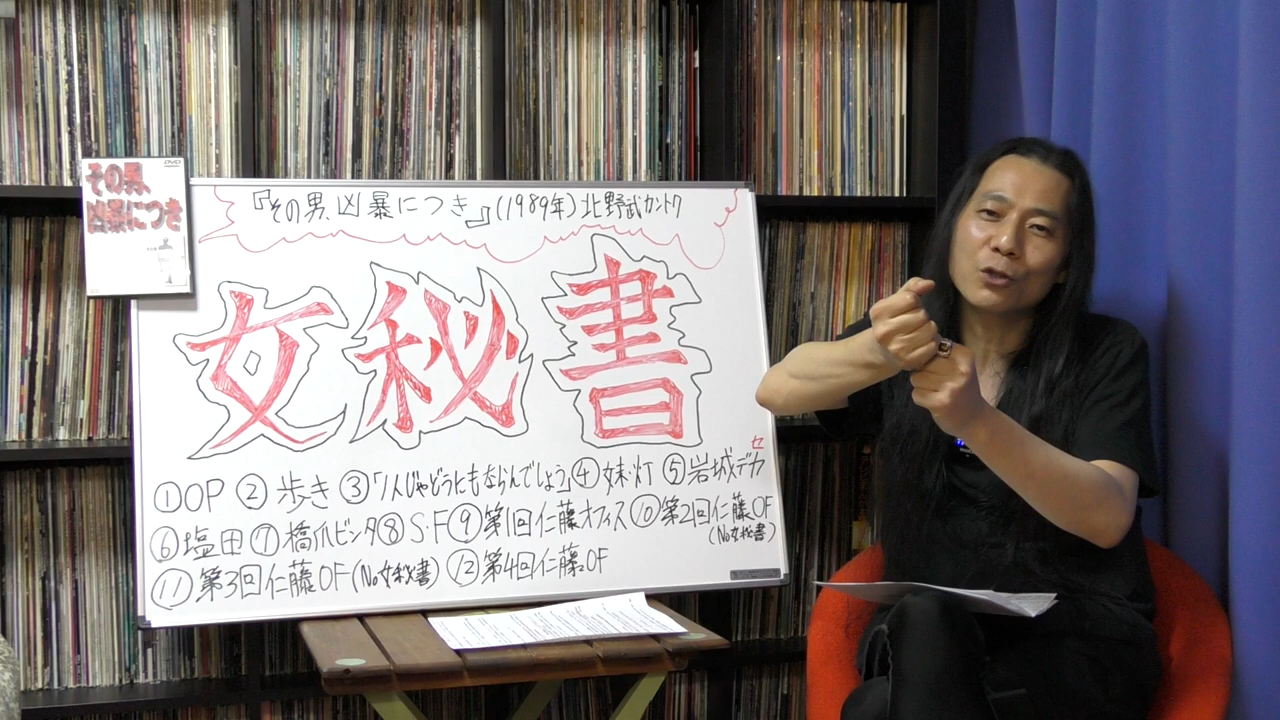 DVD
その男、
凶暴につき
『その男、凶暴につき』(1989年)北野武カントク
女秘書
セ
①OP ②歩き ③「1人じゃどうにもならんでしょう」④妹・灯 ⑤岩城デカ
⑥塩田 ⑦橋爪ビンタ ⑧S・F ⑨第1回仁藤オフィス ⑩第2回仁藤OF
(No女秘書)
⑪第3回仁藤OF(No女秘書) ⑫第4回仁藤OF